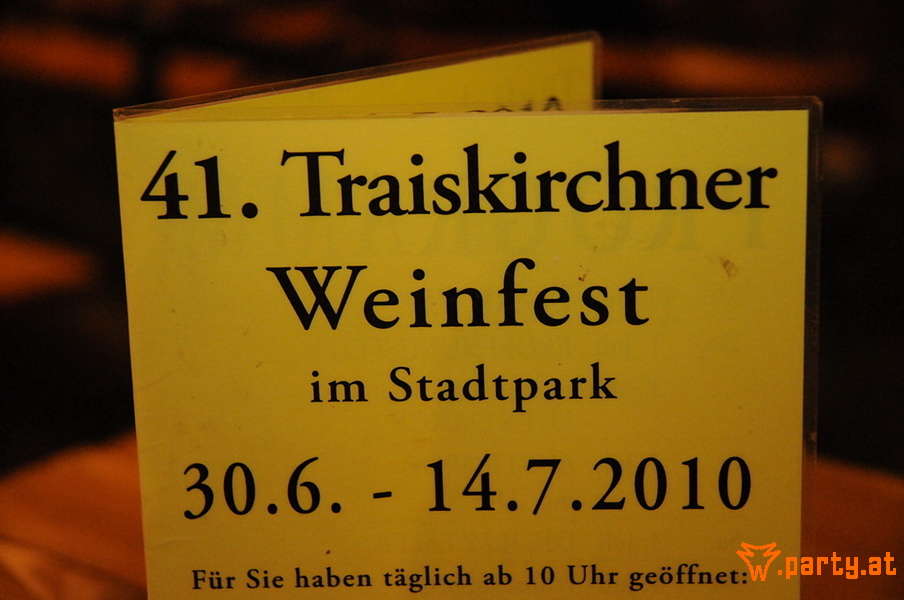 41. Traiskirchner
Weinfest
im Stadtpark
30.6. - 14.7.2010
Für Sie haben täglich ab 10 Uhr geöffnet:
W.party.at